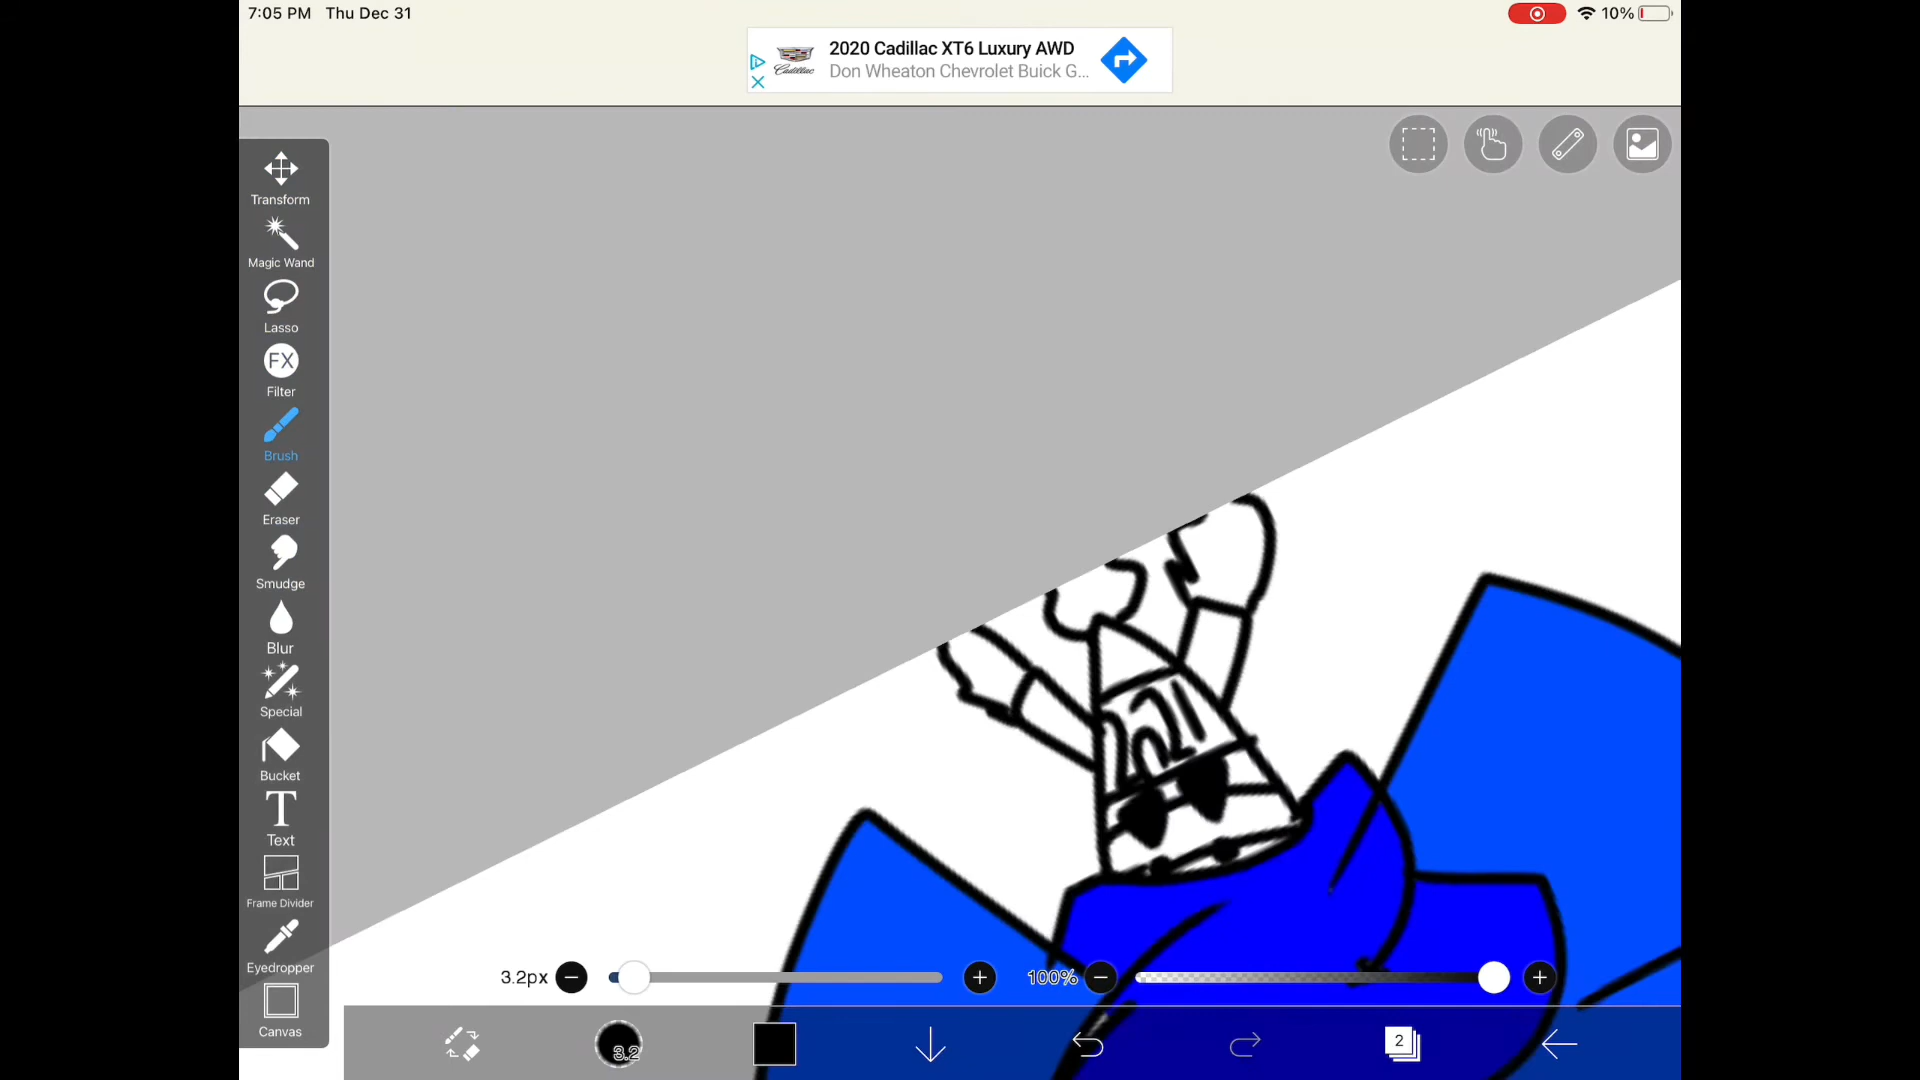 7:05 PM Thu Dec 31
10%
2020 Cadillac XT6 Luxury AWD
Cadillac
Don Wheaton Chevrolet Buick G...
Transform
Magic Wand
Lasso
FX
Filter
Brush
Eraser
Smudge
Blur
Special
Bucket
T
Text
Frame Divider
Eyedropper
Canvas
2021
3.2px
100%
3.2
2